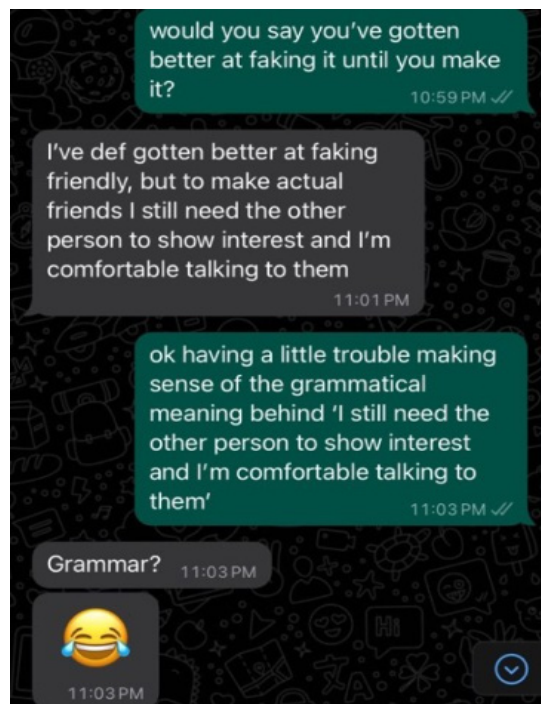 would you say you’ve gotten
better at faking it until you make
it?
10:59 PM
I’ve def gotten better at faking
friendly, but to make actual
friends I still need the other
person to show interest and I’m
comfortable talking to them
11:01 PM
ok having a little trouble making
sense of the grammatical
meaning behind ‘I still need the
other person to show interest
and I’m comfortable talking to
them’
11:03 PM
Grammar? 11:03 PM
😂
11:03 PM
Hi